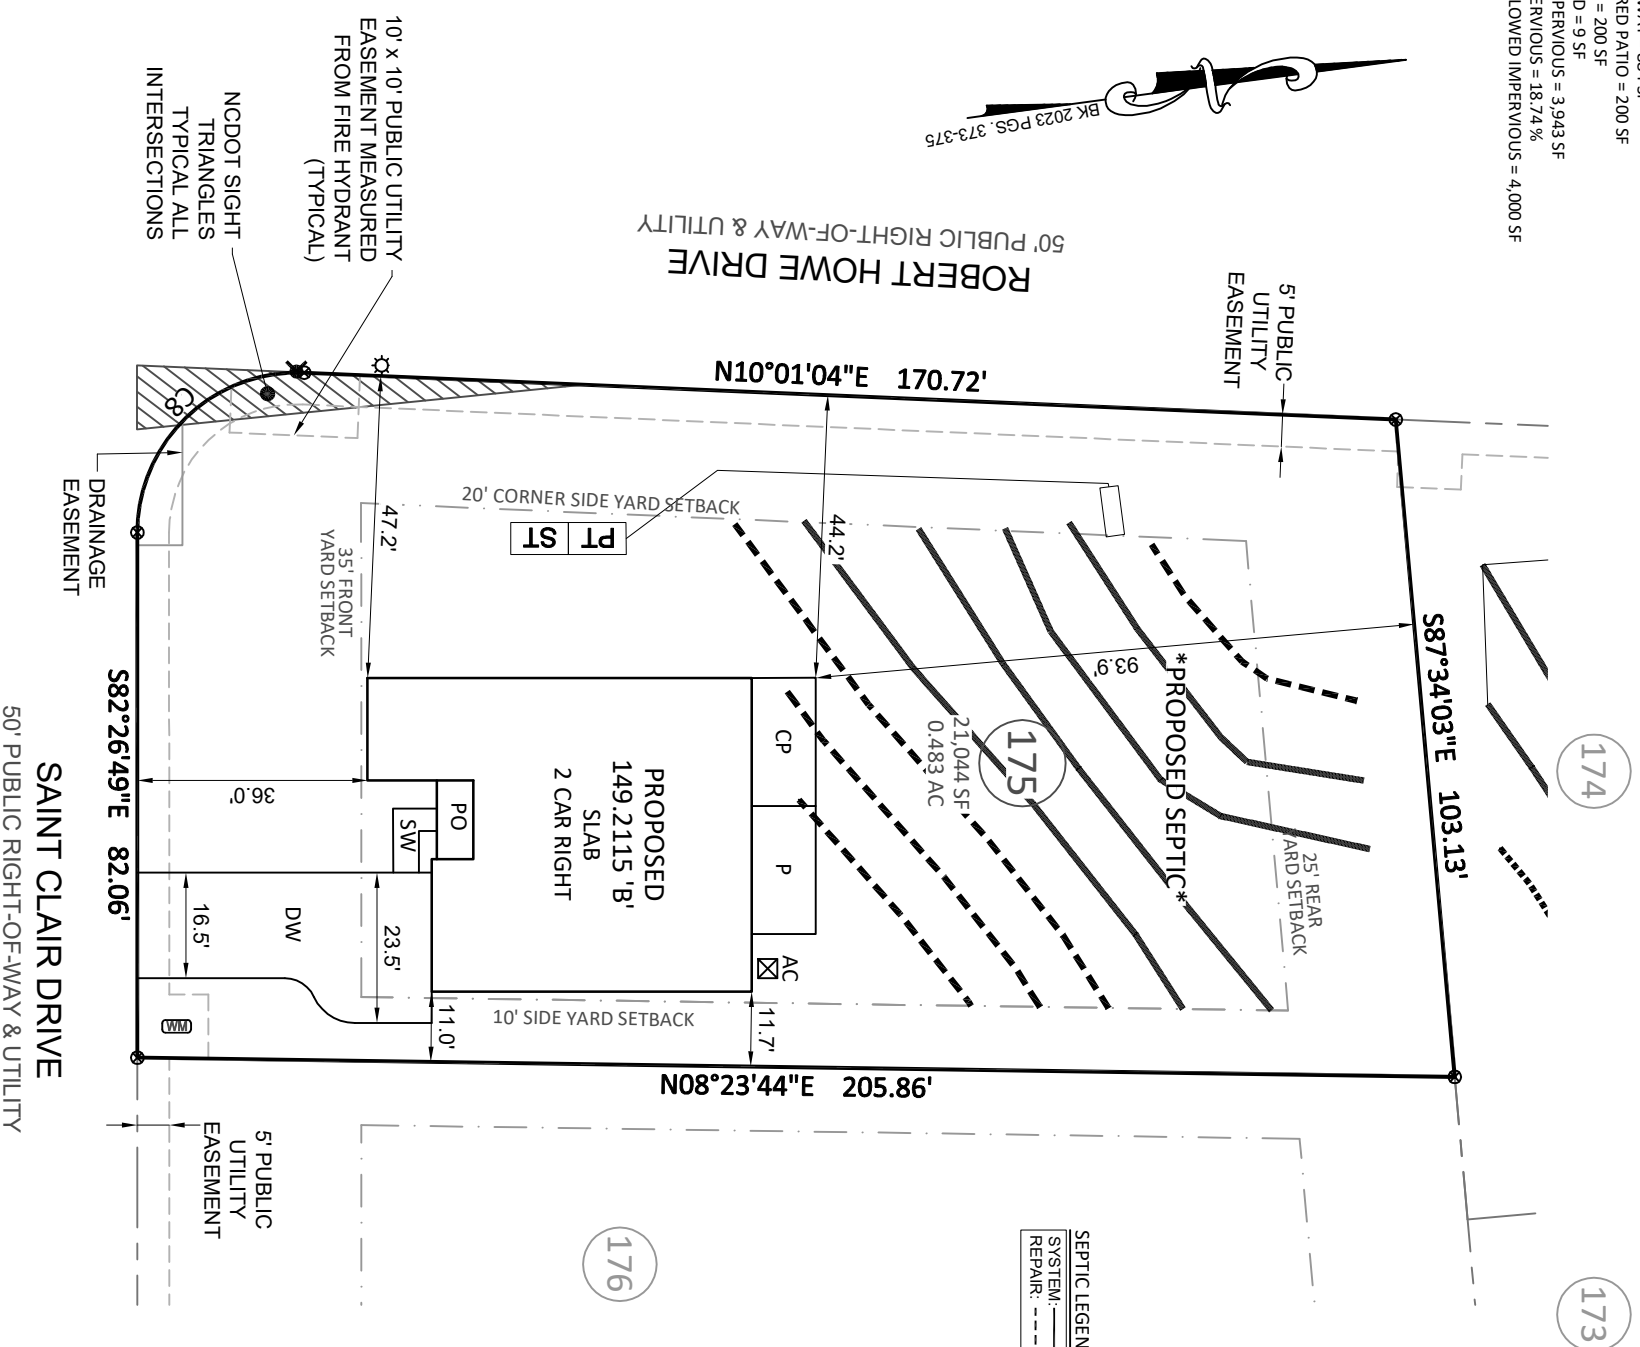 RED PATIO = 200 SF
= 200 SF
D = 9 SF
PERVIOUS = 3,943 SF
ERVIOUS = 18.74 %
LOWED IMPERVIOUS = 4,000 SF
BK 2023 PGS. 373-375
ROBERT HOWE DRIVE
50' PUBLIC RIGHT-OF-WAY & UTILITY
10' x 10' PUBLIC UTILITY
EASEMENT MEASURED
FROM FIRE HYDRANT
(TYPICAL)
NCDOT SIGHT
TRIANGLES
TYPICAL ALL
INTERSECTIONS
5' PUBLIC
UTILITY
EASEMENT
N10°01'04"E 170.72'
C8
DRAINAGE
EASEMENT
20' CORNER SIDE YARD SETBACK
PT
ST
47.2'
44.2'
35' FRONT
YARD SETBACK
93.9'
*PROPOSED SEPTIC*
S87°34'03"E 103.13'
174
175
21,044 SF
0.483 AC
25' REAR
ARD SETBACK
CP
P
PROPOSED
149.2115 'B'
SLAB
2 CAR RIGHT
PO
SW
36.0'
S82°26'49"E 82.06'
SAINT CLAIR DRIVE
50' PUBLIC RIGHT-OF-WAY & UTILITY
DW
16.5'
23.5'
AC
11.0'
11.7'
10' SIDE YARD SETBACK
WM
N08°23'44"E 205.86'
5' PUBLIC
UTILITY
EASEMENT
176
173
SEPTIC LEGEN
SYSTEM:
REPAIR: